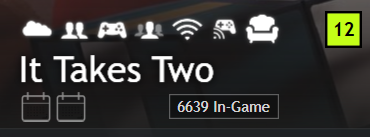 12
It Takes Two
6639 In-Game